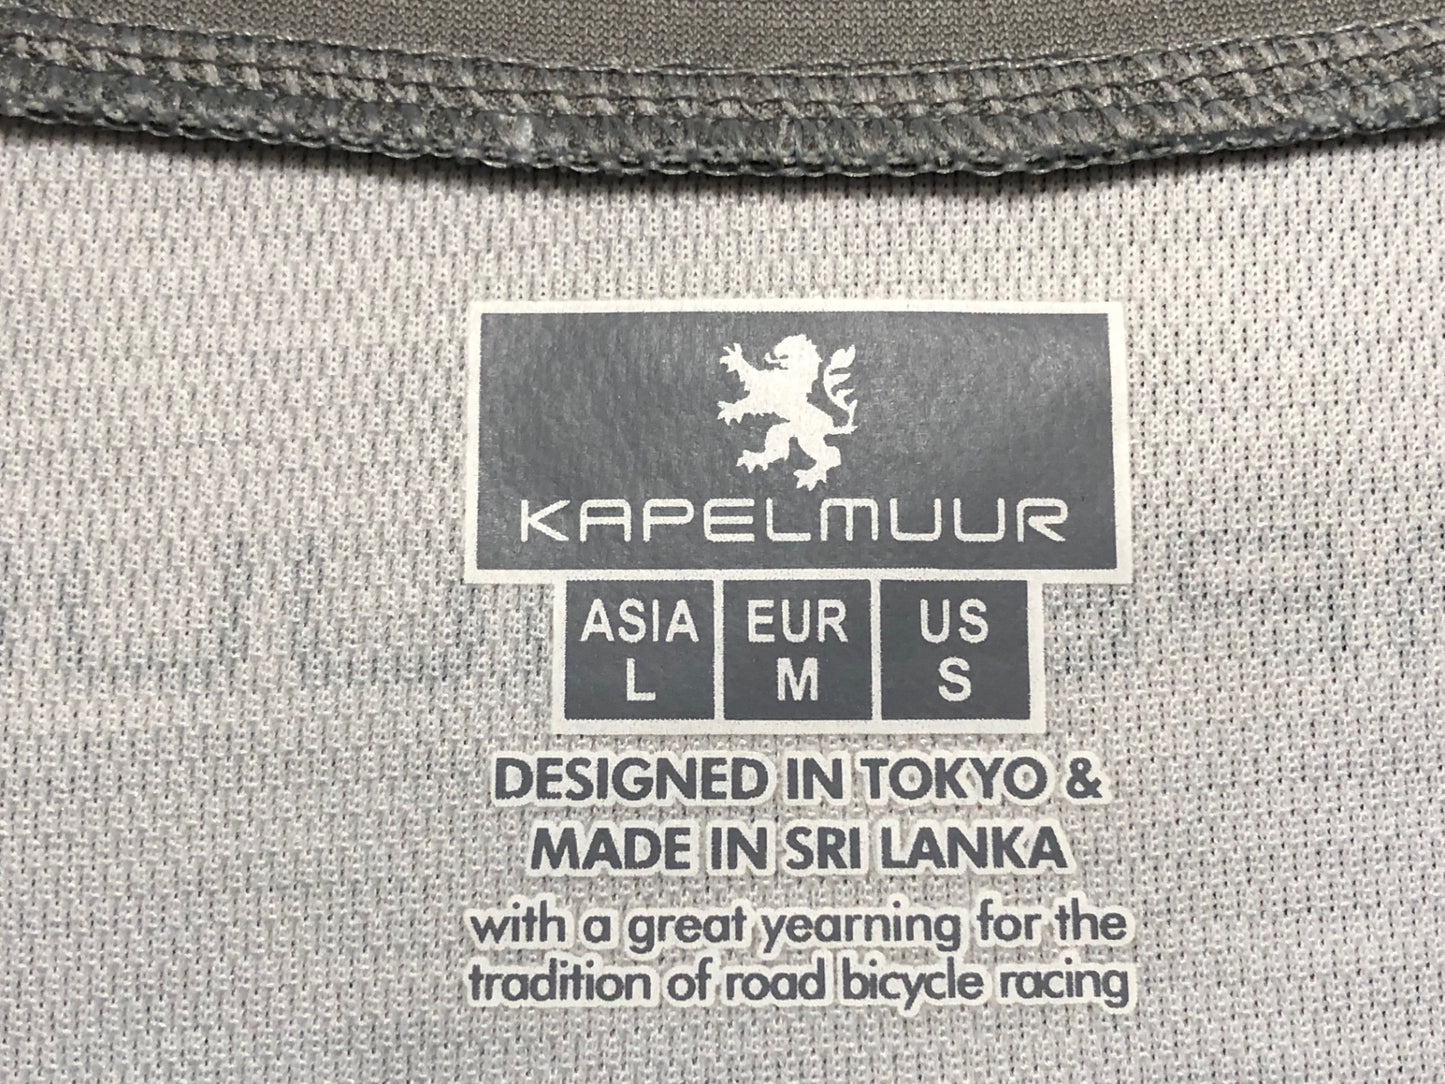 KAPELMUUR
ASIA EUR US
L M S
DESIGNED IN TOKYO &
MADE IN SRI LANKA
with a great yearning for the
tradition of road bicycle racing